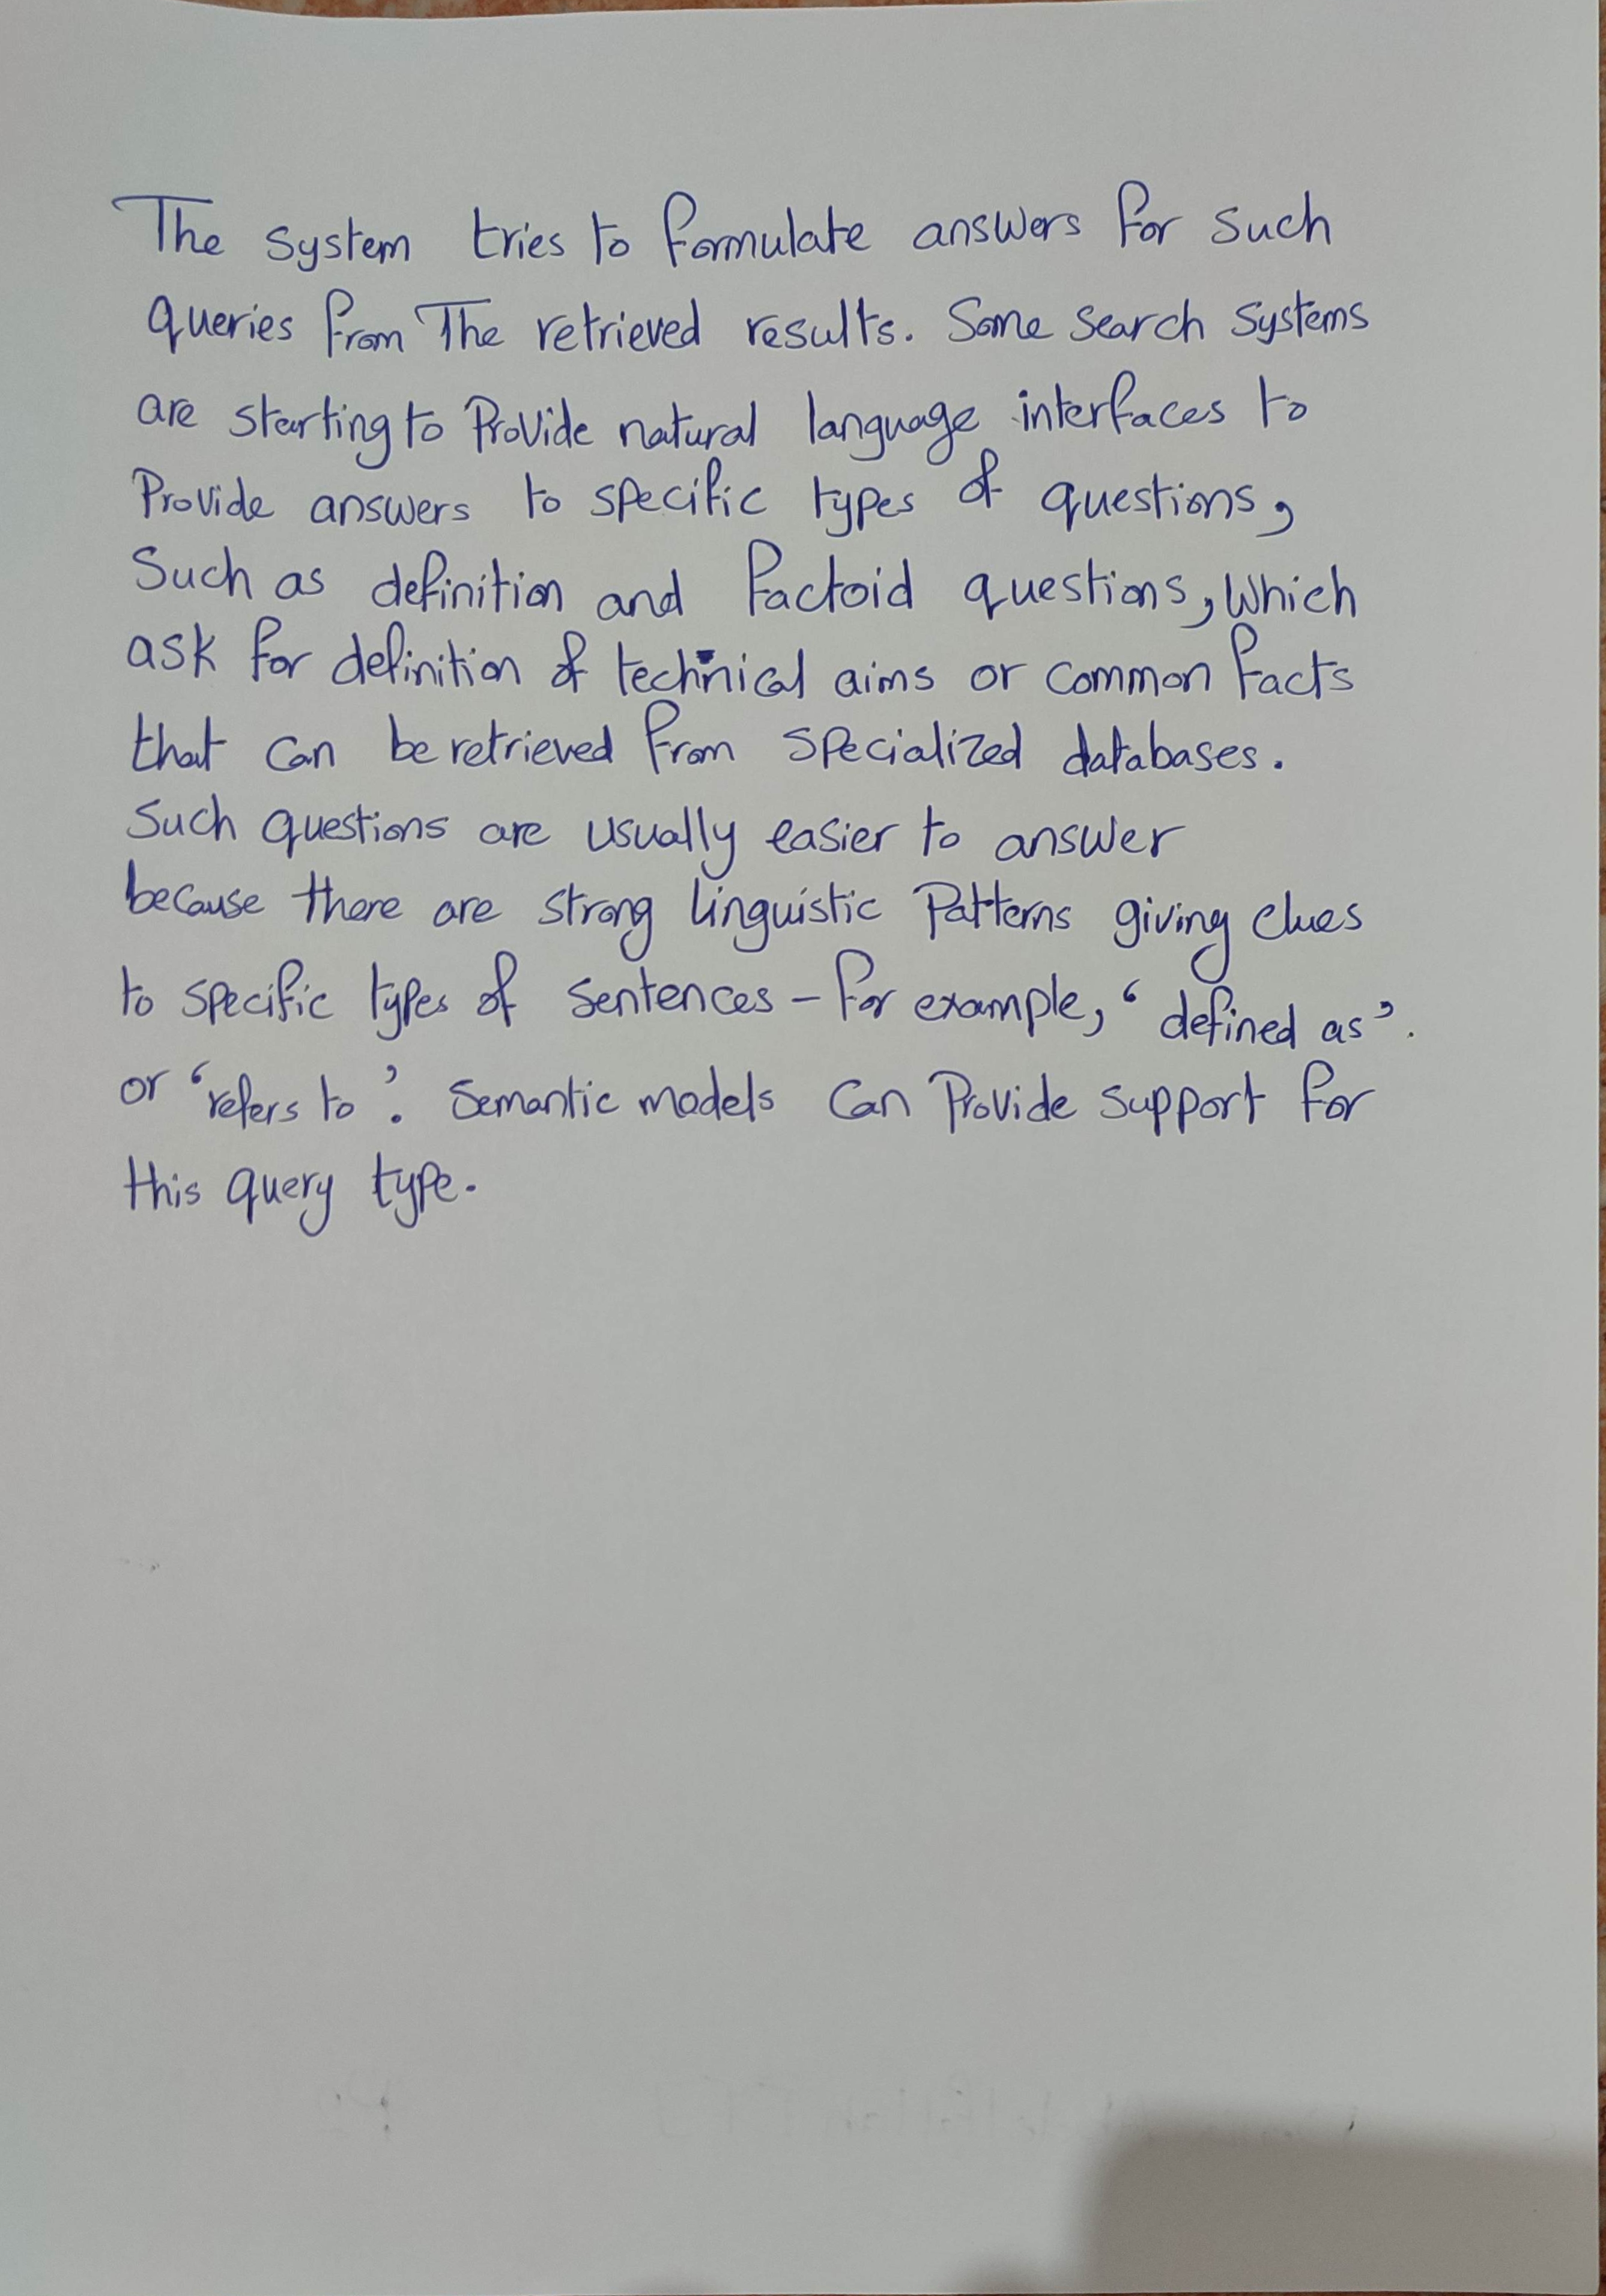 The system tries to formulate answers for such
queries from The retrieved results. Some search systems
are starting to Provide natural language interfaces to
Provide answers to specific types of questions,
Such as definition and factoid questions, Which
ask for definition of technical aims or common facts
that can be retrieved from specialized databases.
Such questions are usually easier to answer
because there are strong linguistic Patterns giving clues
to specific types of sentences - for example, ‘ defined as’.
or ‘refers to’. Semantic models can Provide support for
this query type.